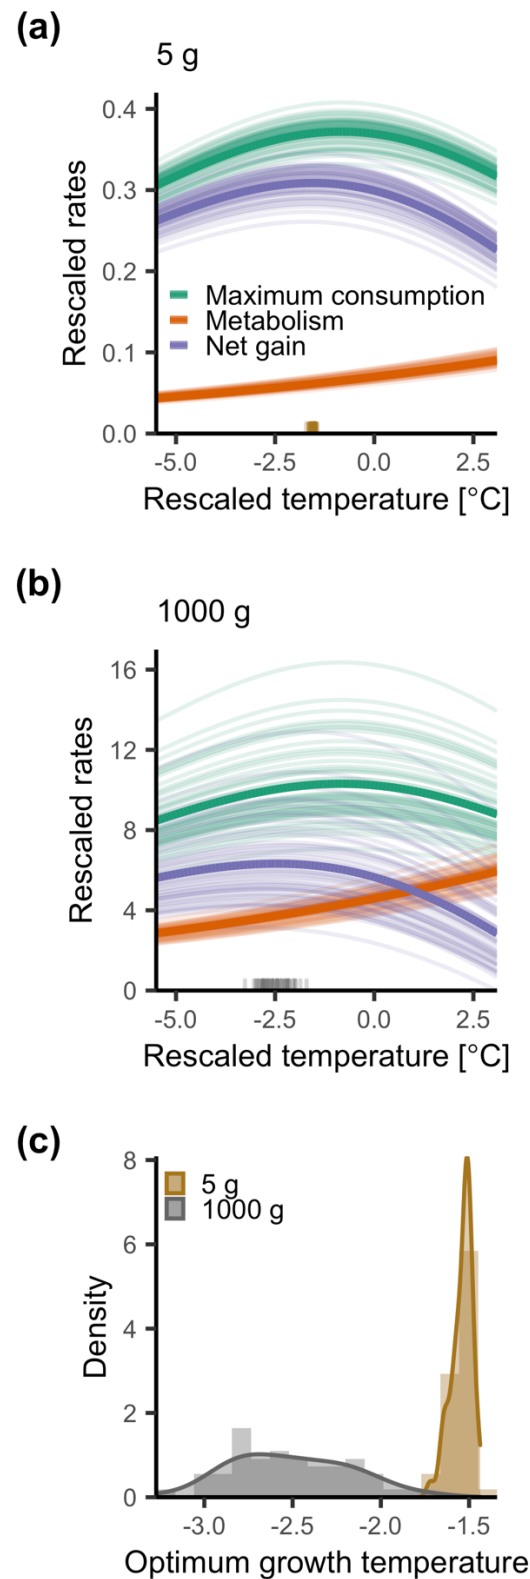 (a)
5 g
0.4
0.3
0.2
0.1
0.0
Rescaled rates
Maximum consumption
Metabolism
Net gain
-5.0 -2.5 0.0 2.5
Rescaled temperature [°C]
(b)
1000 g
16
12
8
4
0
Rescaled rates
-5.0 -2.5 0.0 2.5
Rescaled temperature [°C]
(c)
8
6
4
2
0
Density
5 g
1000 g
-3.0 -2.5 -2.0 -1.5
Optimum growth temperature